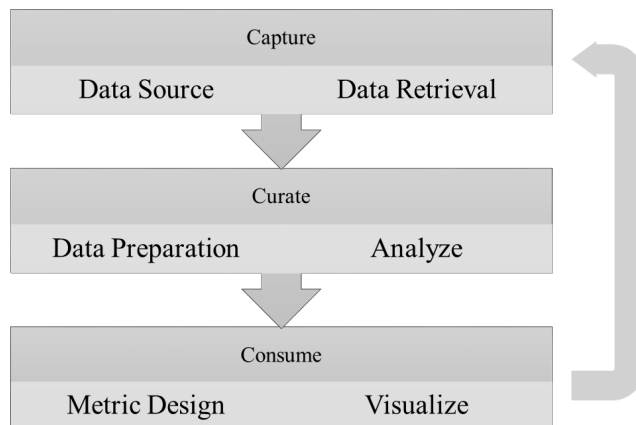 Capture
Data Source Data Retrieval
Curate
Data Preparation Analyze
Consume
Metric Design Visualize